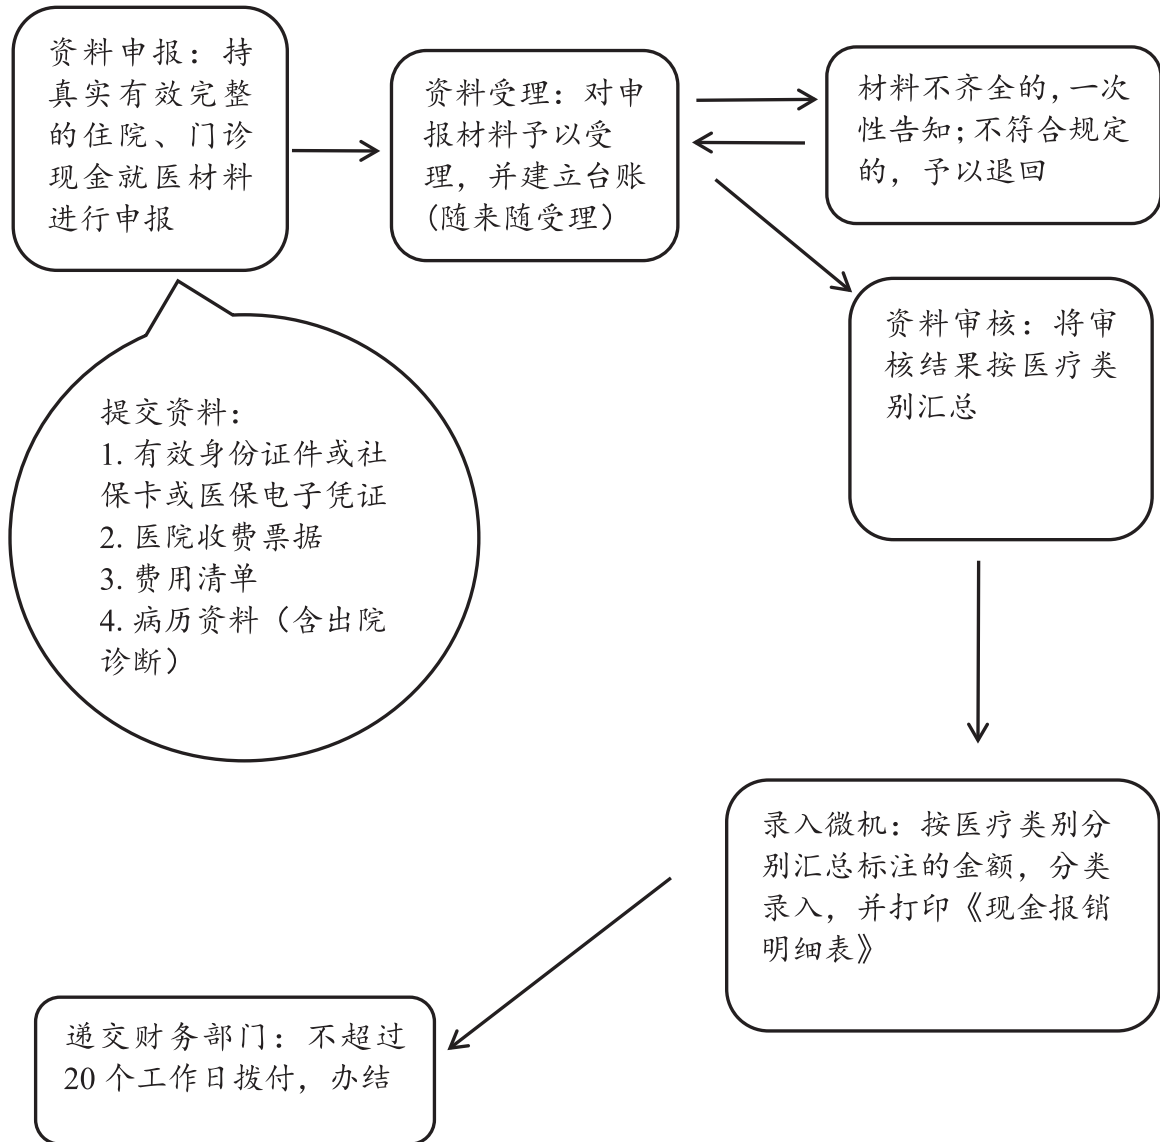 资料申报：持
真实有效完整
的住院、门诊
现金就医材料
进行申报
资料受理：对申
报材料予以受
理，并建立台账
(随来随受理）
材料不齐全的，一次
性告知；不符合规定
的，予以退回
资料审核：将审
核结果按医疗类
别汇总
提交资料：
1. 有效身份证件或社
保卡或医保电子凭证
2. 医院收费票据
3. 费用清单
4. 病历资料（含出院
诊断）
录入微机：按医疗类别分
别汇总标注的金额，分类
录入，并打印《现金报销
明细表》
递交财务部门：不超过
20 个工作日拨付，办结